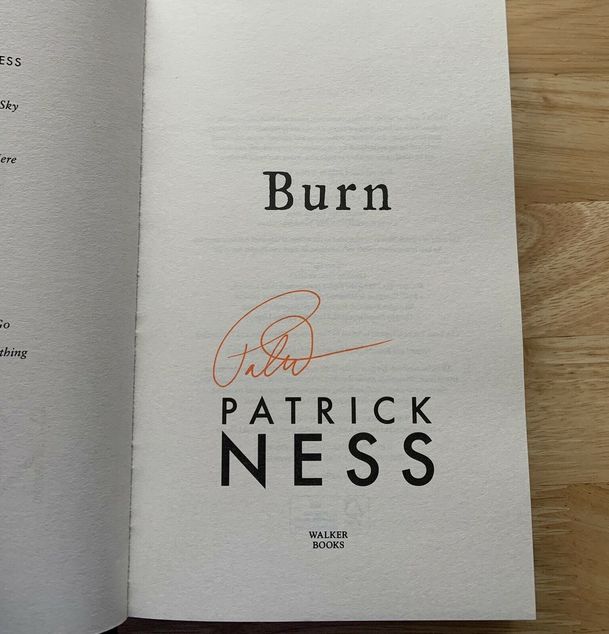 ESS
Sky
ere
Go
thing
Burn
PATRICK
NESS
WALKER
BOOKS